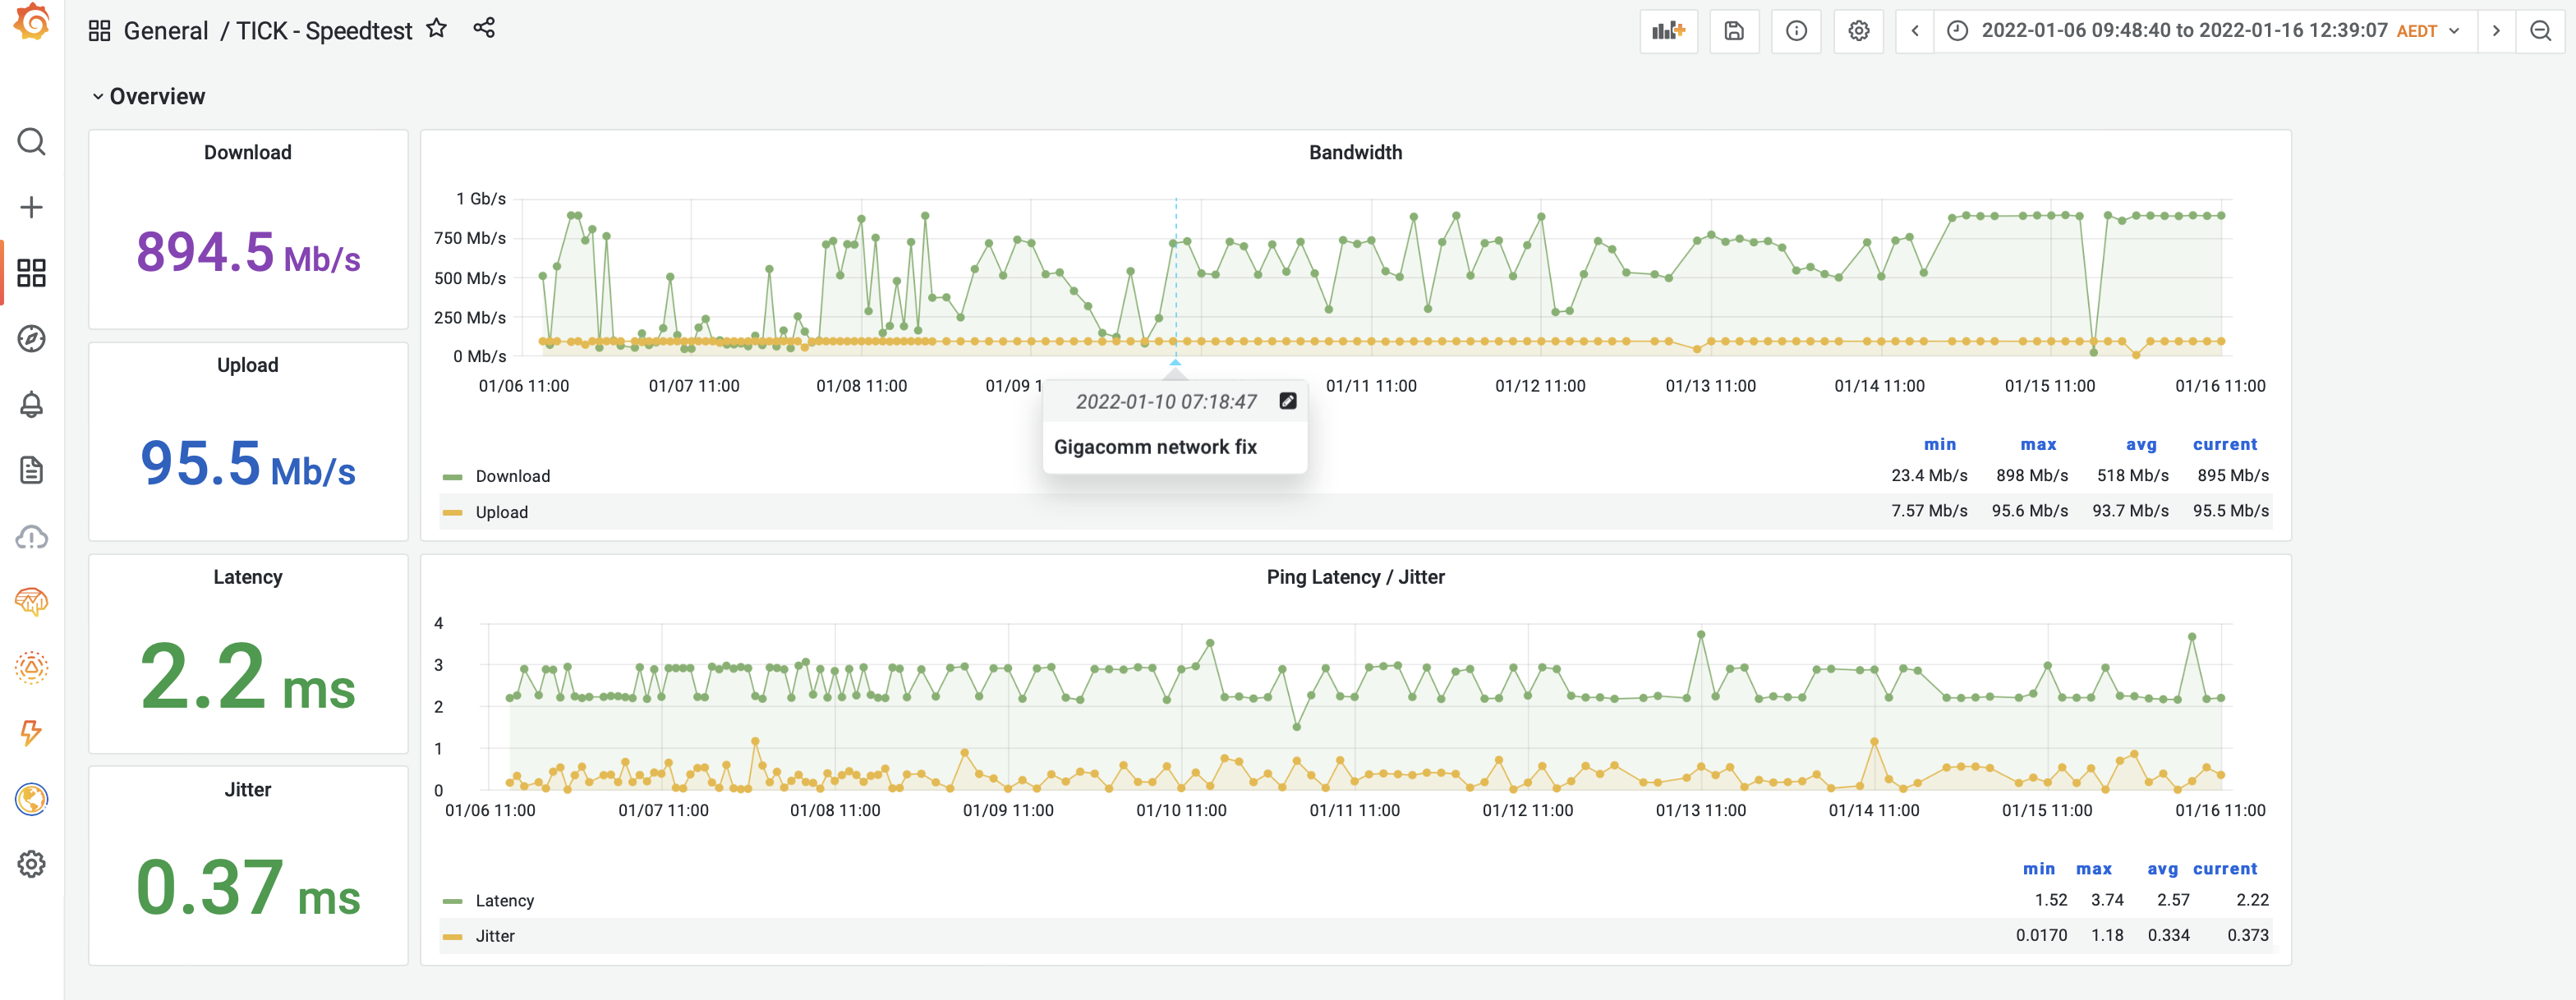 General / TICK - Speedtest
2022-01-06 09:48:40 to 2022-01-16 12:39:07 AEDT
Overview
Download
894.5 Mb/s
Upload
95.5 Mb/s
Latency
2.2 ms
Jitter
0.37 ms
Bandwidth
1 Gb/s
750 Mb/s
500 Mb/s
250 Mb/s
0 Mb/s
01/06 11:00 01/07 11:00 01/08 11:00 01/09 1 01/11 11:00 01/12 11:00 01/13 11:00 01/14 11:00 01/15 11:00 01/16 11:00
2022-01-10 07:18:47
Gigacomm network fix
min max avg current
Download 23.4 Mb/s 898 Mb/s 518 Mb/s 895 Mb/s
Upload 7.57 Mb/s 95.6 Mb/s 93.7 Mb/s 95.5 Mb/s
Ping Latency / Jitter
4
3
2
1
0
01/06 11:00 01/07 11:00 01/08 11:00 01/09 11:00 01/10 11:00 01/11 11:00 01/12 11:00 01/13 11:00 01/14 11:00 01/15 11:00 01/16 11:00
min max avg current
Latency 1.52 3.74 2.57 2.22
Jitter 0.0170 1.18 0.334 0.373